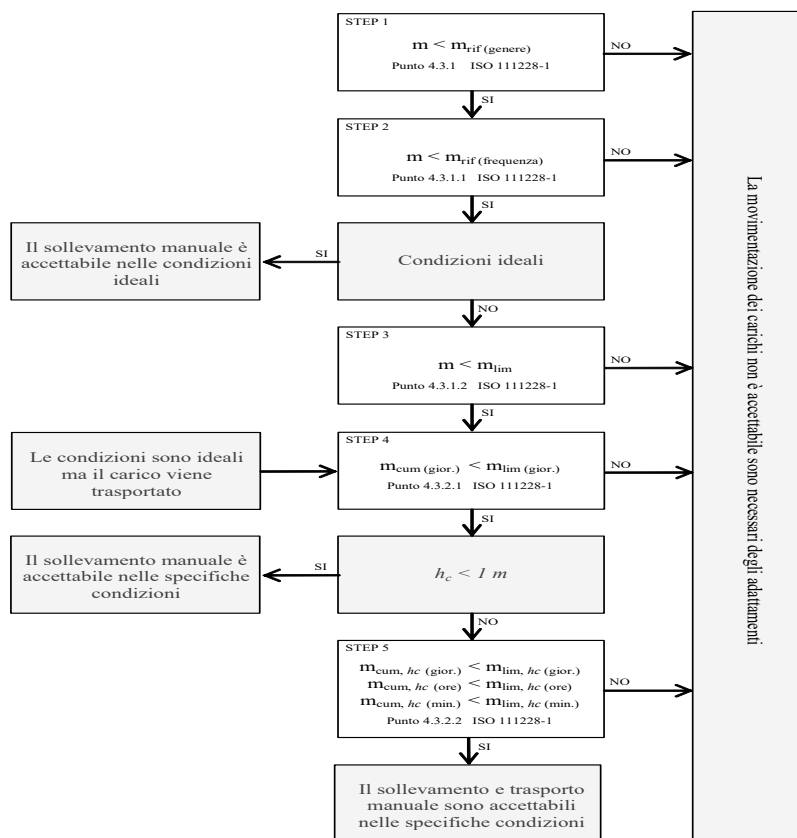 STEP 1
m < mrif (genere)
Punto 4.3.1 ISO 111228-1
NO
SI
STEP 2
m < mrif (frequenza)
Punto 4.3.1.1 ISO 111228-1
NO
SI
Il sollevamento manuale è
accettabile nelle condizioni
ideali
SI
Condizioni ideali
NO
STEP 3
m < mlim
Punto 4.3.1.2 ISO 111228-1
NO
SI
Le condizioni sono ideali
ma il carico viene
trasportato
STEP 4
mcum (gior.) < mlim (gior.)
Punto 4.3.2.1 ISO 111228-1
NO
SI
Il sollevamento manuale è
accettabile nelle specifiche
condizioni
SI
hc < 1 m
NO
STEP 5
mcum, hc (gior.) < mlim, hc (gior.)
mcum, hc (ore) < mlim, hc (ore)
mcum, hc (min.) < mlim, hc (min.)
Punto 4.3.2.2 ISO 111228-1
NO
SI
Il sollevamento e trasporto
manuale sono accettabili
nelle specifiche condizioni
La movimentazione dei carichi non è accettabile sono necessari degli adattamenti